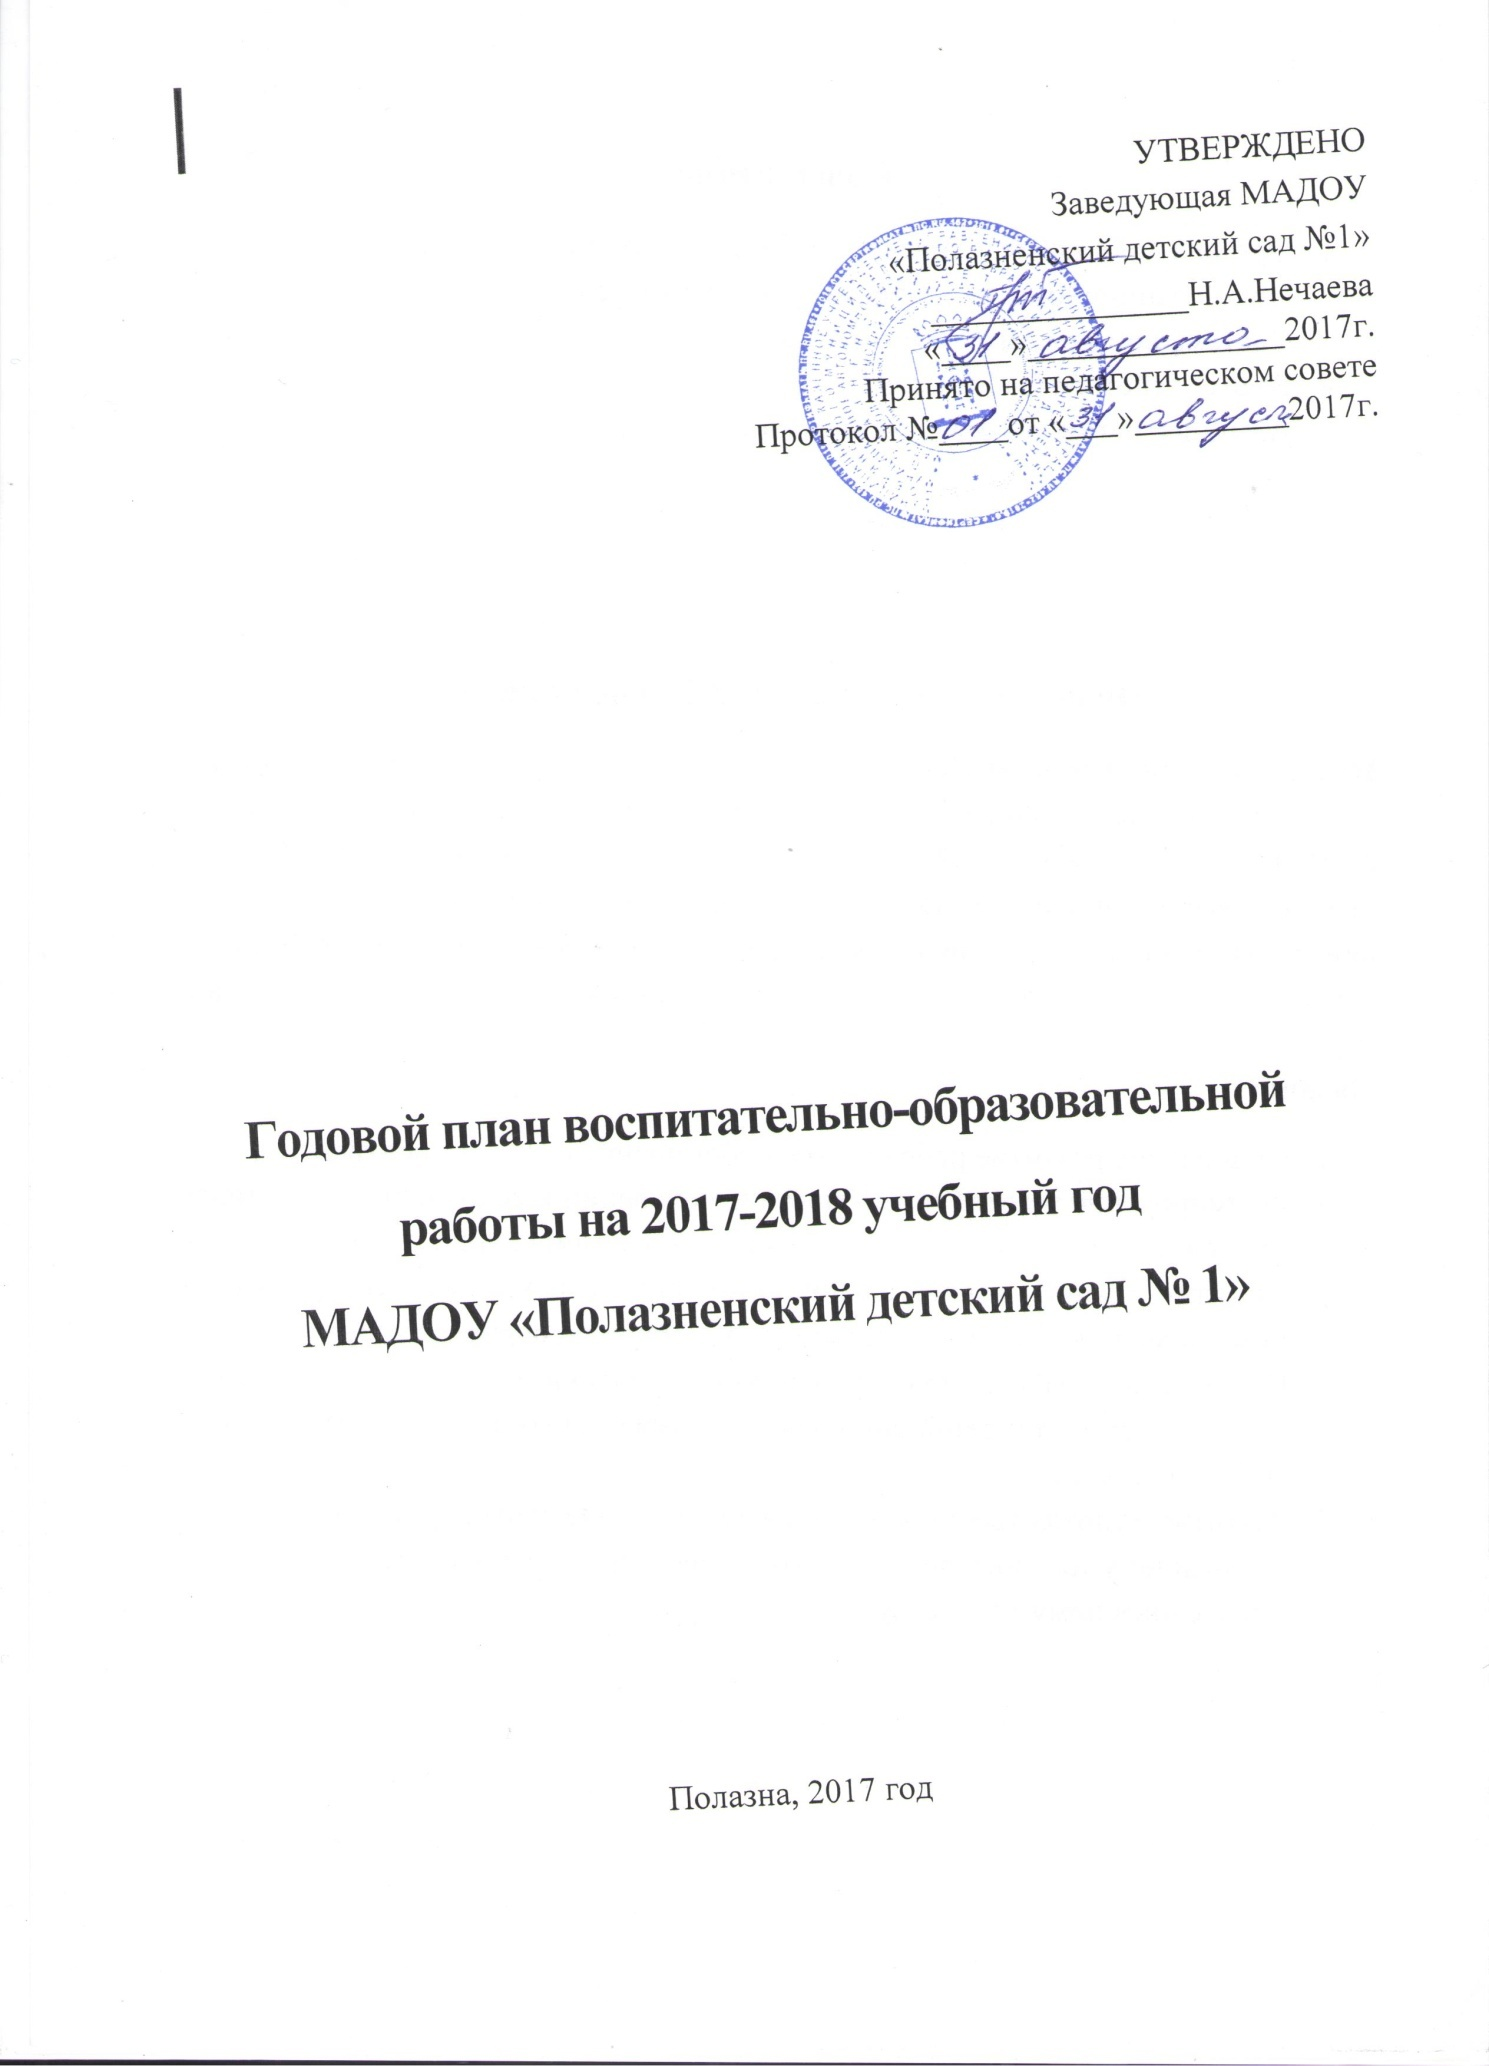 УТВЕРЖДЕНО
Заведующая МАДОУ
«Полазненский детский сад №1»
Н.А.Нечаева
«31» августа 2017г.
Принято на педагогическом совете
Протокол № 01 от «31» август 2017г.
Годовой план воспитательно-образовательной
работы на 2017-2018 учебный год
МАДОУ «Полазненский детский сад № 1»
Полазна, 2017 год